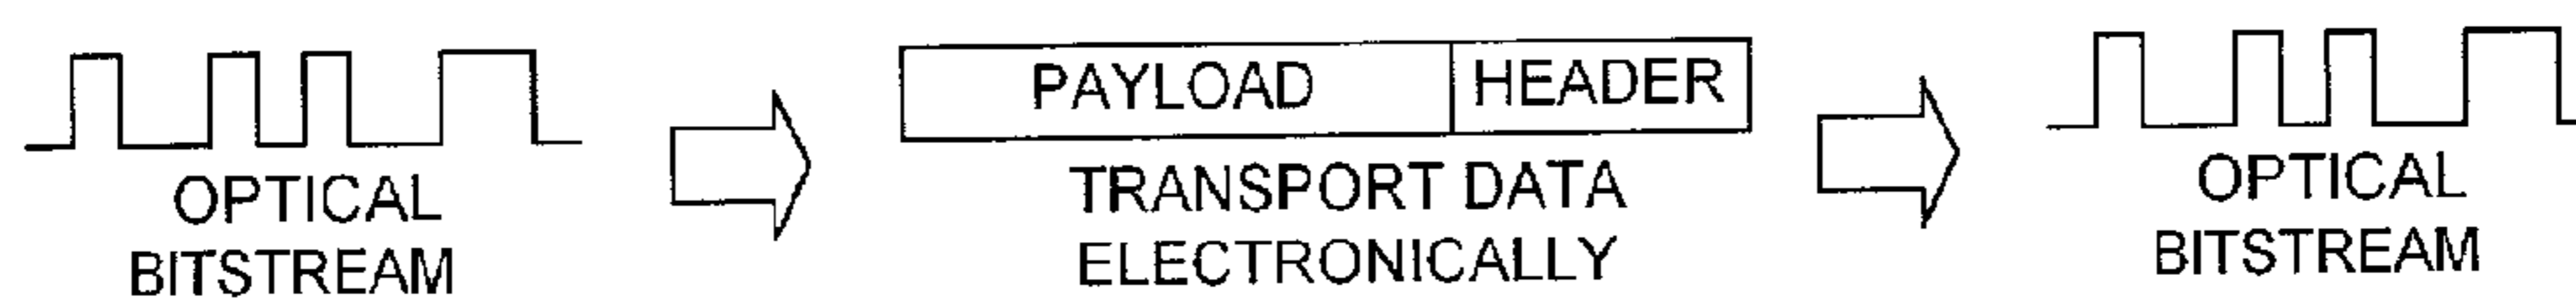 OPTICAL
BITSTREAM
PAYLOAD HEADER
TRANSPORT DATA
ELECTRONICALLY
OPTICAL
BITSTREAM